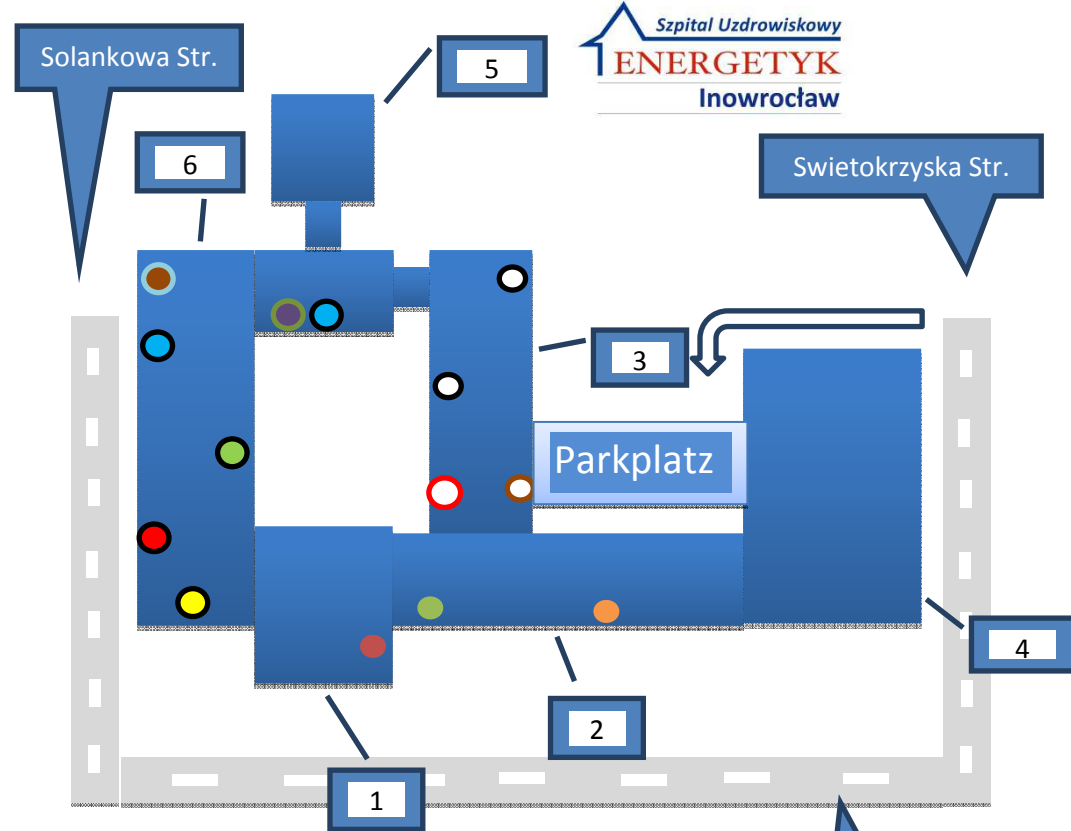 Szpital Uzdrowiskowy
ENERGETYK
Inowrocław
Solankowa Str.
5
6
Swietokrzyska Str.
3
Parkplatz
4
2
1